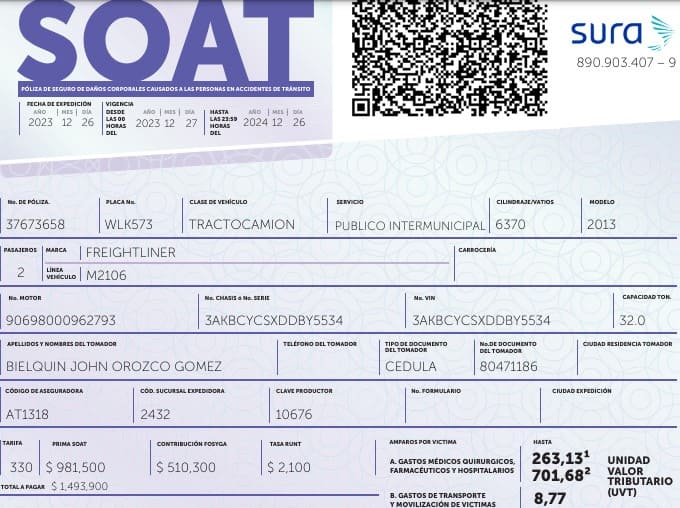 SOAT
sura
890.903.407 – 9
PÓLIZA DE SEGURO DE DAÑOS CORPORALES CAUSADOS A LAS PERSONAS EN ACCIDENTES DE TRÁNSITO
FECHA DE EXPEDICIÓN
AÑO MES DÍA
2023 12 26
VIGENCIA
DESDE LAS 00 HORAS DEL
AÑO MES DÍA
2023 12 27
HASTA LAS 23:59 HORAS DEL
AÑO MES DÍA
2024 12 26
No. DE PÓLIZA. PLACA No. CLASE DE VEHÍCULO SERVICIO CILINDRAJE/VATIOS MODELO
37673658 WLK573 TRACTOCAMION PUBLICO INTERMUNICIPAL 6370 2013
PASAJEROS MARCA FREIGHTLINER CARROCERÍA
2 LÍNEA VEHÍCULO M2106
No. MOTOR No. CHASIS ó No. SERIE No. VIN CAPACIDAD TON.
90698000962793 3AKBCYCSXDDBY5534 3AKBCYCSXDDBY5534 32.0
APELLIDOS Y NOMBRES DEL TOMADOR TELÉFONO DEL TOMADOR TIPO DE DOCUMENTO DEL TOMADOR No.DE DOCUMENTO DEL TOMADOR CIUDAD RESIDENCIA TOMADOR
BIELQUIN JOHN OROZCO GOMEZ CEDULA 80471186
CÓDIGO DE ASEGURADORA CÓD. SUCURSAL EXPEDIDORA CLAVE PRODUCTOR No. FORMULARIO CIUDAD EXPEDICIÓN
AT1318 2432 10676
TARIFA PRIMA SOAT CONTRIBUCIÓN FOSYGA TASA RUNT
330 $ 981,500 $ 510,300 $ 2,100
TOTAL A PAGAR $ 1,493,900
AMPAROS POR VICTIMA HASTA
A. GASTOS MÉDICOS QUIRURGICOS, FARMACÉUTICOS Y HOSPITALARIOS
263,13¹
701,68²
B. GASTOS DE TRANSPORTE Y MOVILIZACIÓN DE VICTIMAS
8,77
UNIDAD
VALOR
TRIBUTARIO
(UVT)